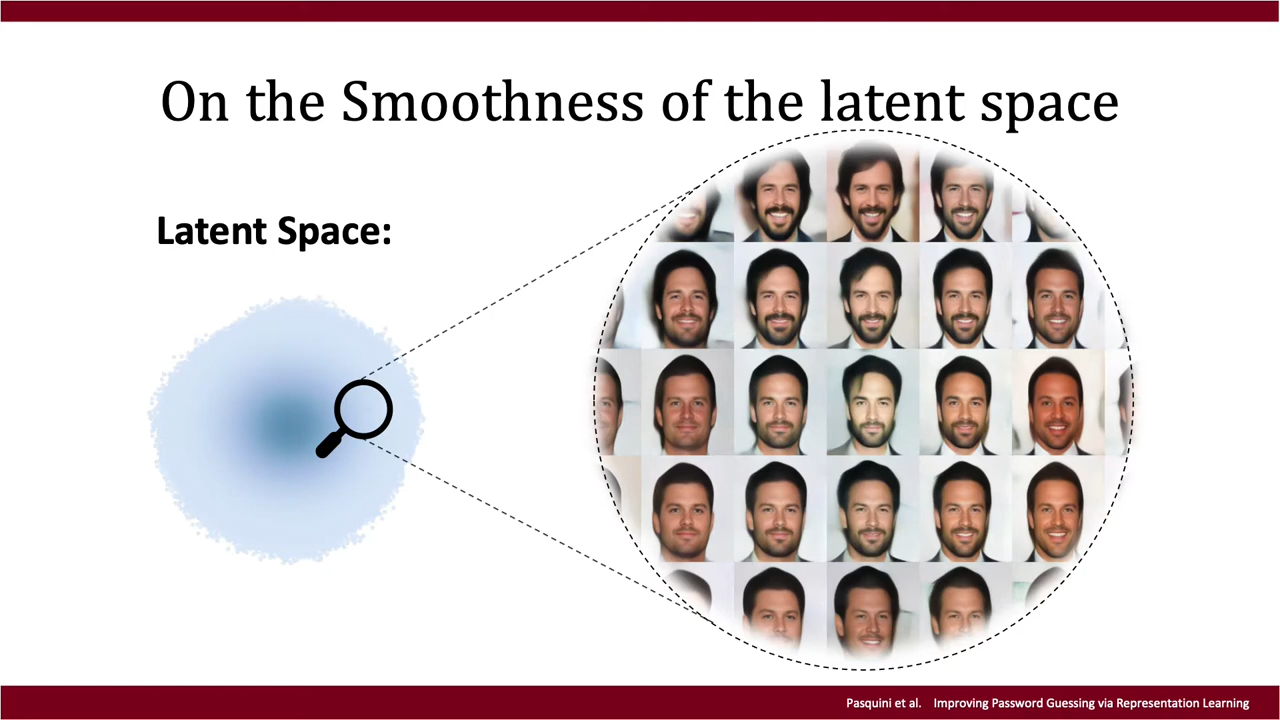 On the Smoothness of the latent space
Latent Space:
Pasquini et al. Improving Password Guessing via Representation Learning